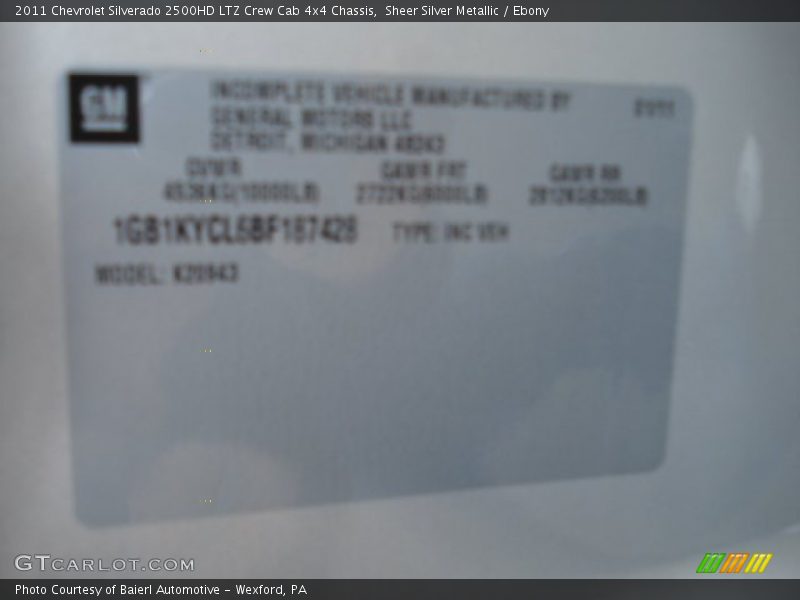 2011 Chevrolet Silverado 2500HD LTZ Crew Cab 4x4 Chassis,  Sheer Silver Metallic / Ebony
GM
INCOMPLETE VEHICLE MANUFACTURED BY
GENERAL MOTORS LLC
DETROIT, MICHIGAN 48243
GVWR GAWR FRT GAWR RR
4536KG(10000LB) 2722KG(6000LB) 2812KG(6200LB)
TYPE: INC VEH
MODEL: K20943
GTCARLOT.COM
Photo Courtesy of Baierl Automotive - Wexford, PA